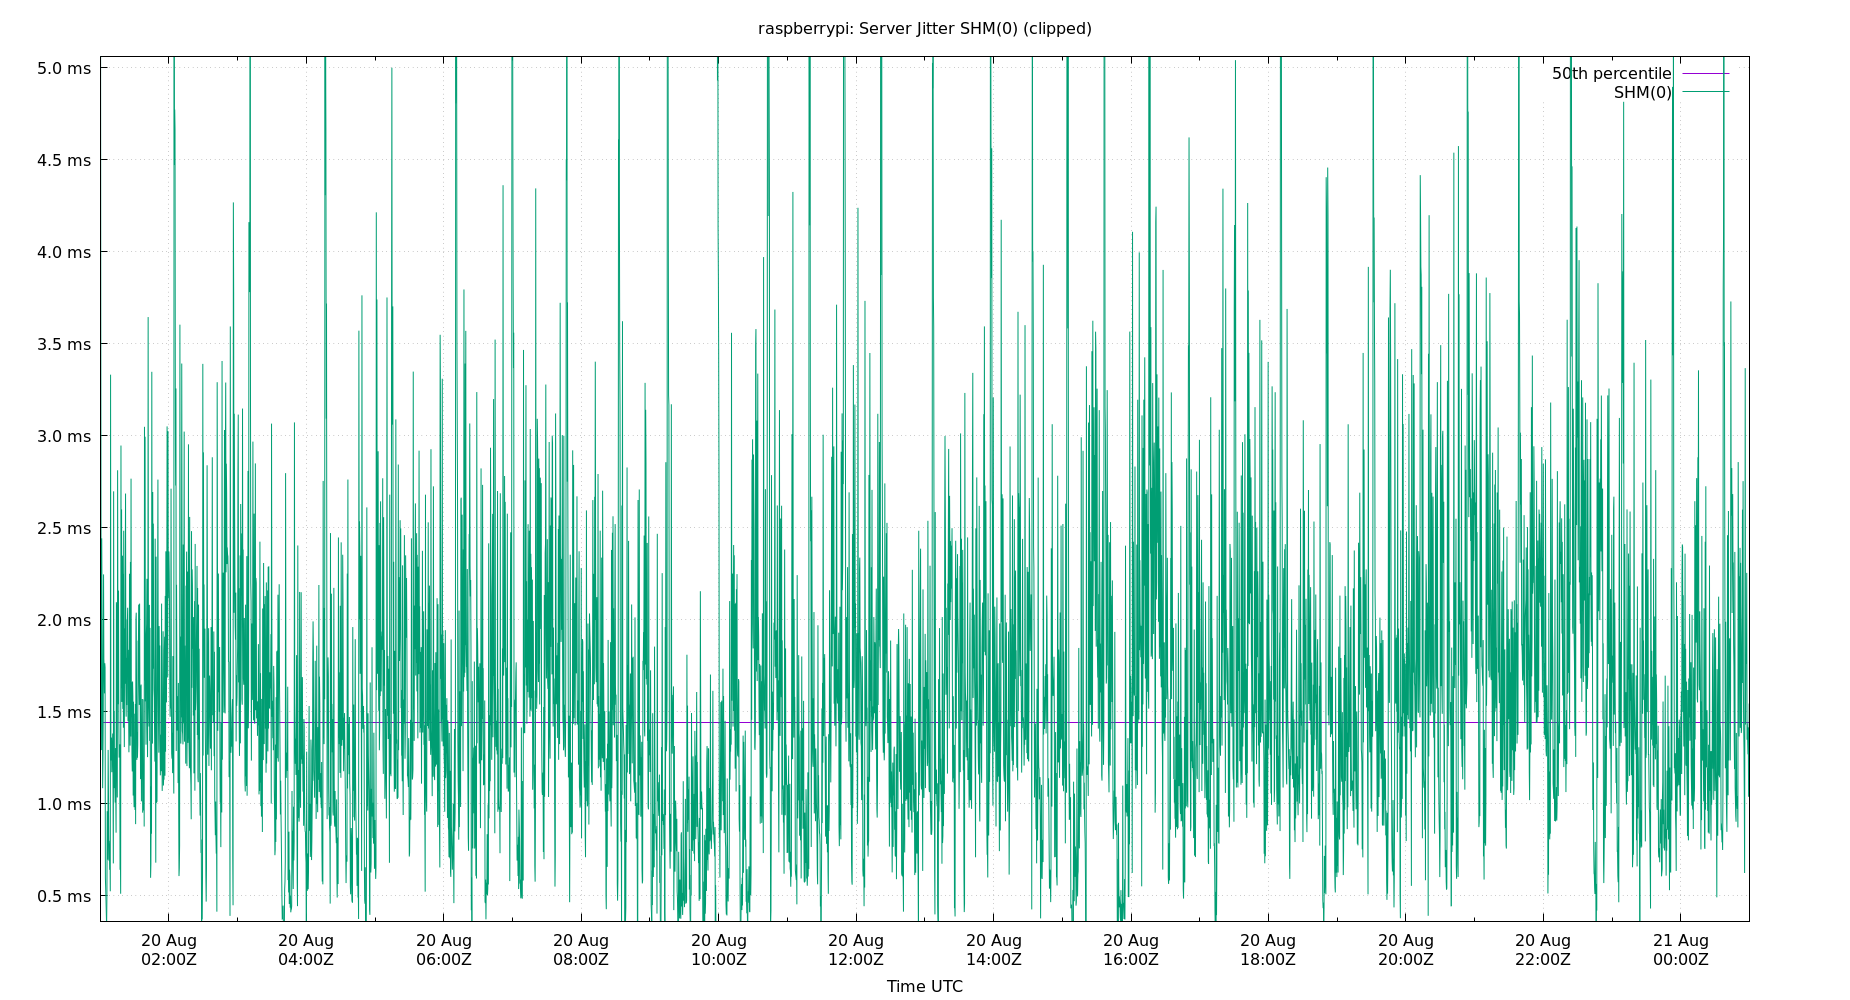 raspberrypi: Server Jitter SHM(0) (clipped)
50th percentile
SHM(0)
5.0 ms
4.5 ms
4.0 ms
3.5 ms
3.0 ms
2.5 ms
2.0 ms
1.5 ms
1.0 ms
0.5 ms
20 Aug 20 Aug 20 Aug 20 Aug 20 Aug 20 Aug 20 Aug 20 Aug 20 Aug 20 Aug 20 Aug 21 Aug
02:00Z 04:00Z 06:00Z 08:00Z 10:00Z 12:00Z 14:00Z 16:00Z 18:00Z 20:00Z 22:00Z 00:00Z
Time UTC